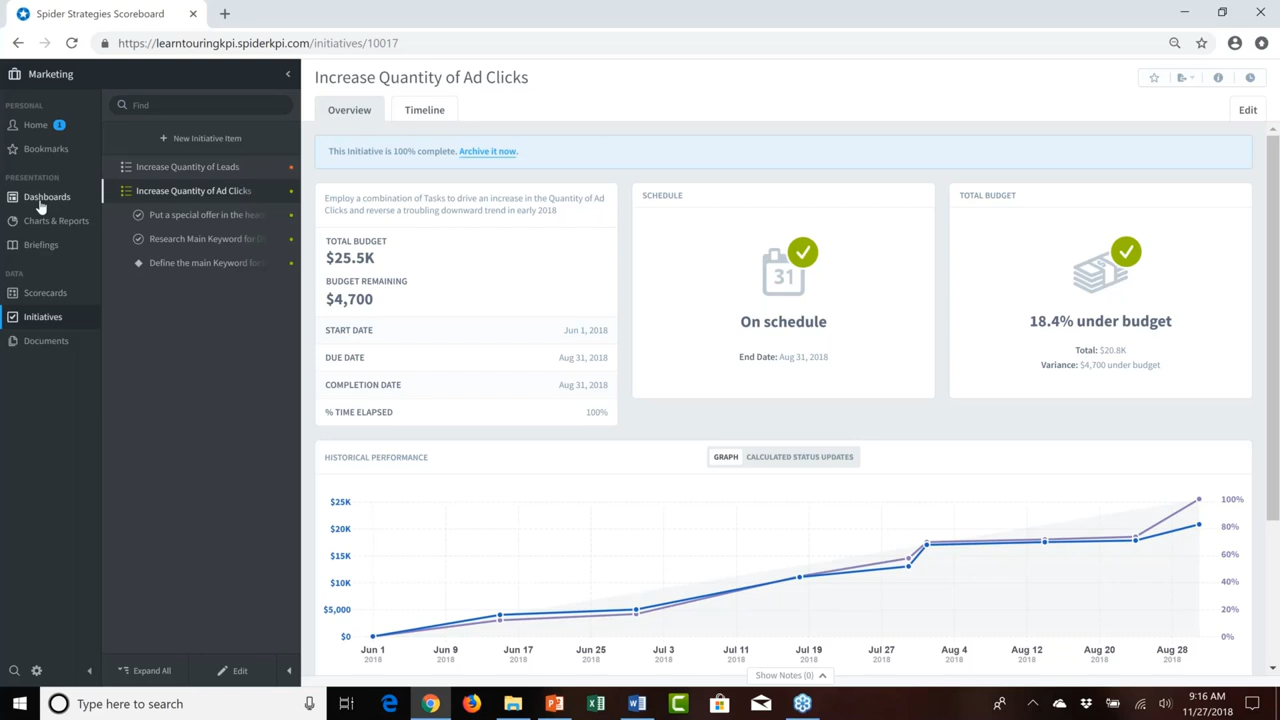 Spider Strategies Scoreboard
https://learntouringkpi.spiderkpi.com/initiatives/10017
Marketing
PERSONAL
Home 1
Bookmarks
PRESENTATION
Dashboards
Charts & Reports
Briefings
DATA
Scorecards
Initiatives
Documents
Find
New Initiative Item
Increase Quantity of Leads
Increase Quantity of Ad Clicks
Put a special offer in the
Research Main Keyword for
Define the main Keyword for
Expand All
Edit
Increase Quantity of Ad Clicks
Overview Timeline Edit
This Initiative is 100% complete. Archive it now.
Employ a combination of Tasks to drive an increase in the Quantity of Ad
Clicks and reverse a troubling downward trend in early 2018
TOTAL BUDGET
$25.5K
BUDGET REMAINING
$4,700
START DATE Jun 1, 2018
DUE DATE Aug 31, 2018
COMPLETION DATE Aug 31, 2018
% TIME ELAPSED 100%
SCHEDULE
31
On schedule
End Date: Aug 31, 2018
TOTAL BUDGET
18.4% under budget
Total: $20.8K
Variance: $4,700 under budget
HISTORICAL PERFORMANCE GRAPH CALCULATED STATUS UPDATES
$25K 100%
$20K 80%
$15K 60%
$10K 40%
$5,000 20%
$0 0%
Jun 1 Jun 9 Jun 17 Jun 25 Jul 3 Jul 11 Jul 19 Jul 27 Aug 4 Aug 12 Aug 20 Aug 28
2018 2018 2018 2018 2018 2018 2018 2018 2018 2018 2018 2018
Show Notes (0)
Type here to search
9:16 AM
11/27/2018